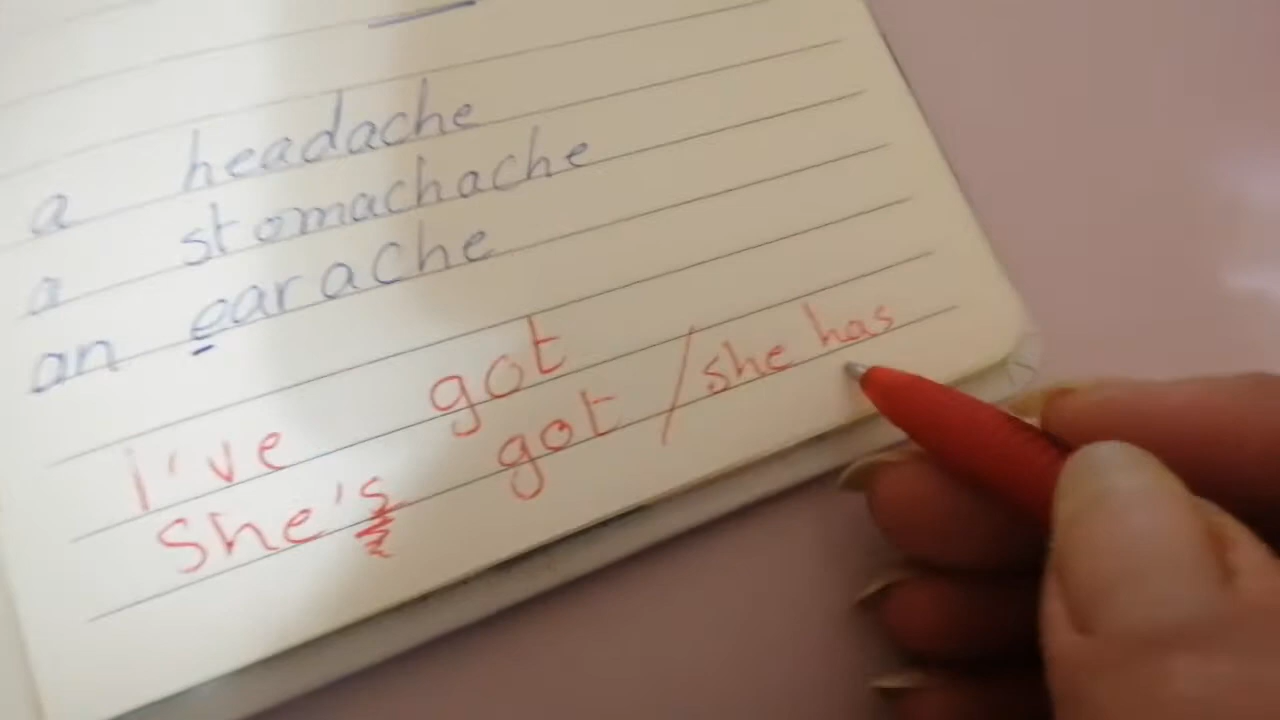 a headache
a stomachache
an earache
I've got
She's got / she has